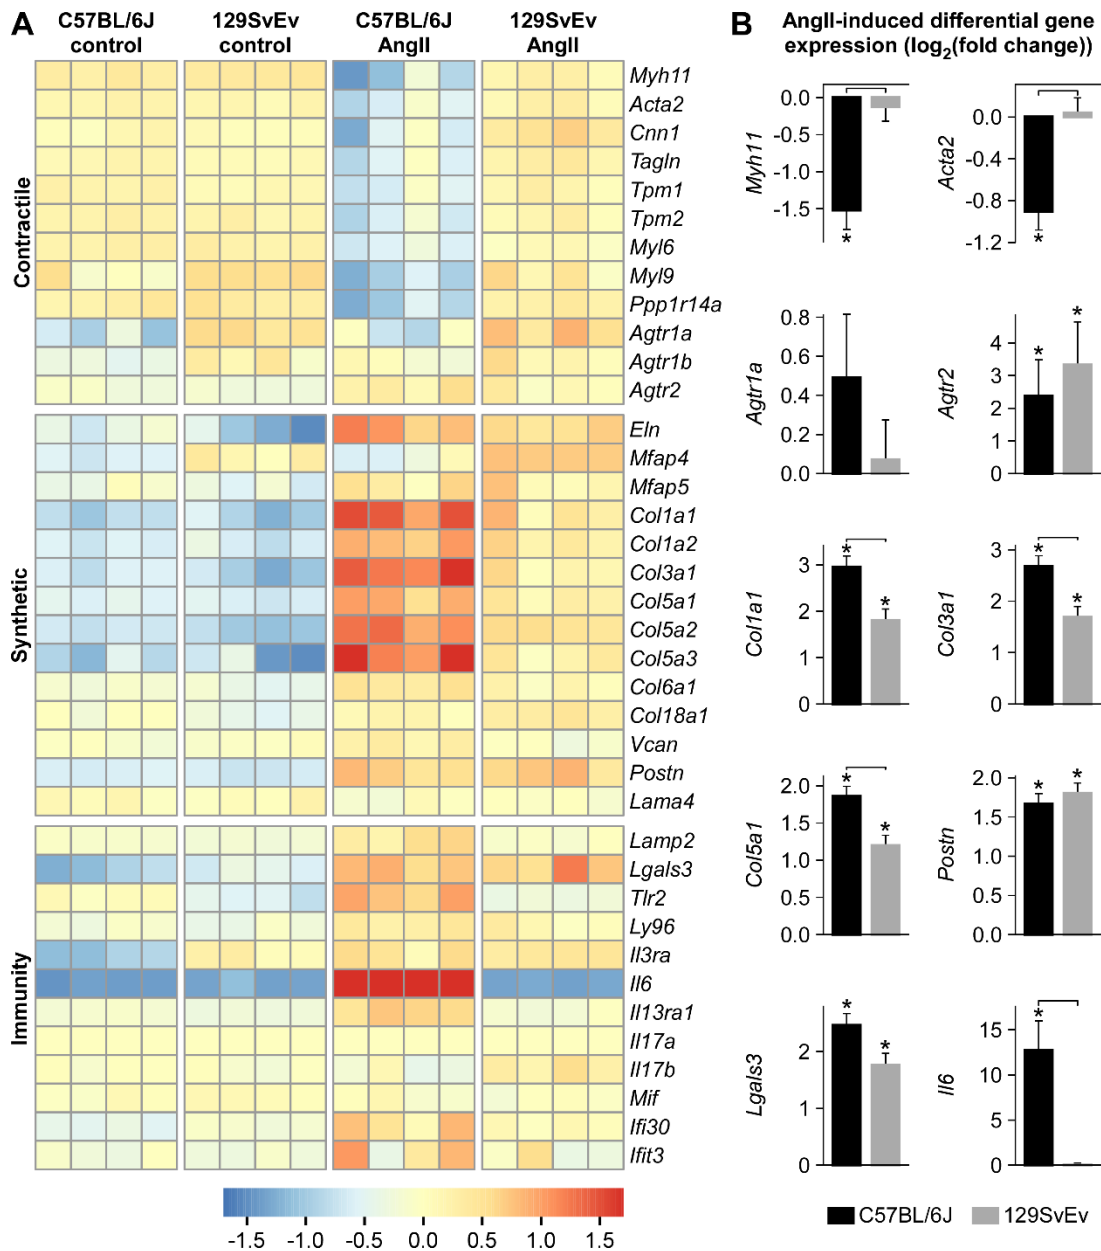 A
C57BL/6J control
129SvEv control
C57BL/6J AngII
129SvEv AngII
Contractile
Myh11
Acta2
Cnn1
Tagln
Tpm1
Tpm2
Myl6
Myl9
Ppp1r14a
Agtr1a
Agtr1b
Agtr2
Synthetic
Eln
Mfap4
Mfap5
Col1a1
Col1a2
Col3a1
Col5a1
Col5a2
Col5a3
Col6a1
Col18a1
Vcan
Postn
Lama4
Immunity
Lamp2
Lgals3
Tlr2
Ly96
Il3ra
Il6
Il13ra1
Il17a
Il17b
Mif
Ifi30
Ifit3
-1.5 -1.0 -0.5 0.0 0.5 1.0 1.5
B
AngII-induced differential gene
expression (log2(fold change))
Myh11
0.0
-0.5
-1.0
-1.5
*
Acta2
0.0
-0.4
-0.8
-1.2
*
Agtr1a
0.8
0.6
0.4
0.2
0.0
Agtr2
4
3
2
1
0
* *
Col1a1
3
2
1
0
* *
Col3a1
3
2
1
0
* *
Col5a1
2.0
1.5
1.0
0.5
0.0
* *
Postn
2.0
1.5
1.0
0.5
0.0
* *
Lgals3
2
1
0
* *
Il6
15
10
5
0
*
C57BL/6J 129SvEv